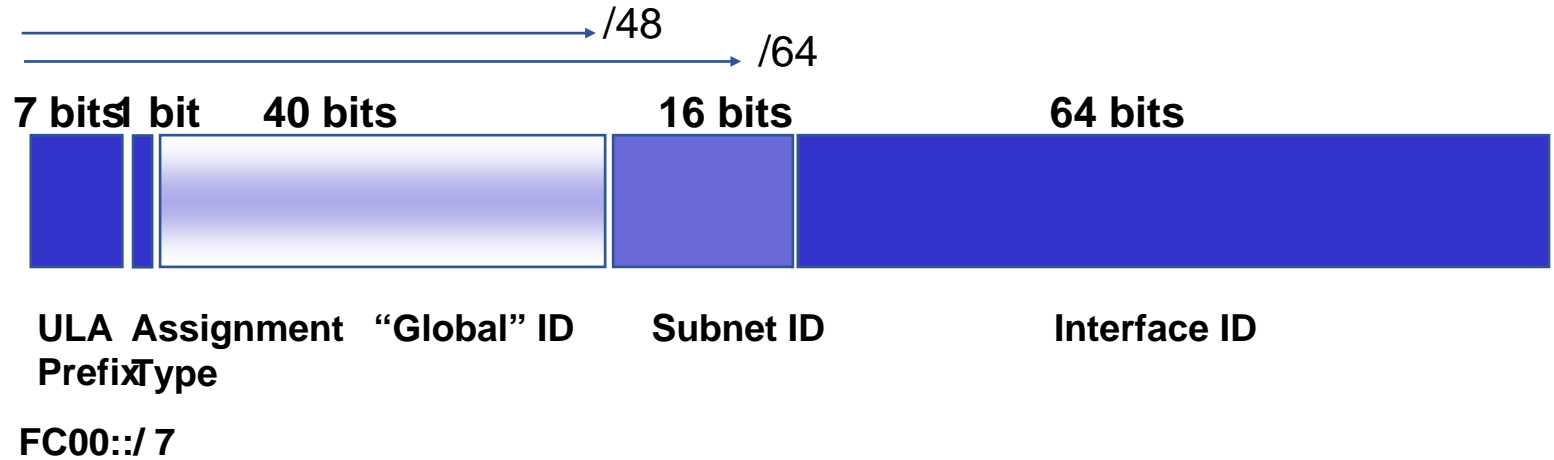 /48
/64
7 bits 1 bit 40 bits 16 bits 64 bits
ULA Assignment “Global” ID Subnet ID Interface ID
Prefix Type
FC00::/ 7